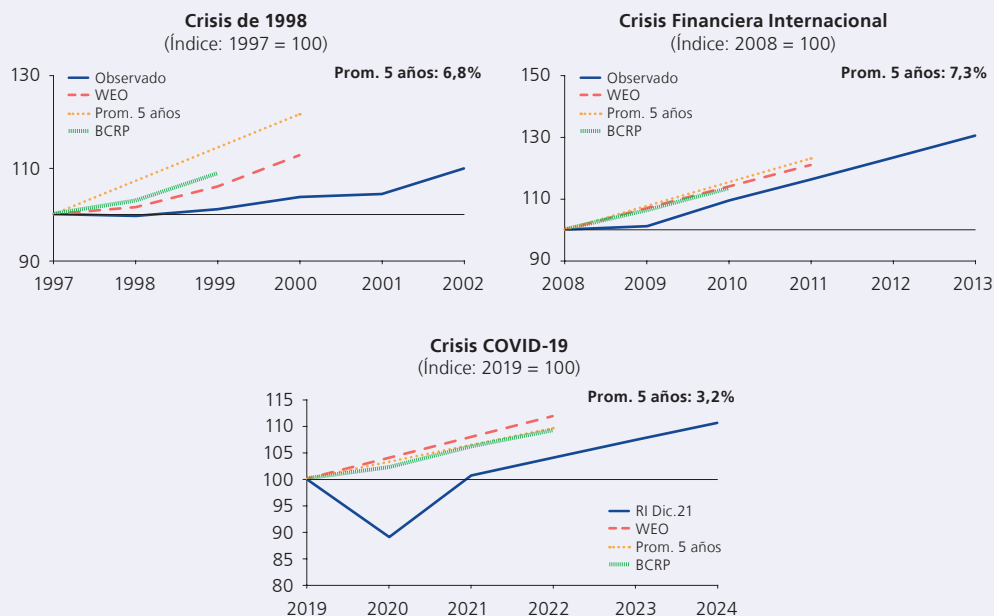 Crisis de 1998
(Índice: 1997 = 100)
Prom. 5 años: 6,8%
130
110
90
Observado
WEO
Prom. 5 años
BCRP
1997 1998 1999 2000 2001 2002
Crisis Financiera Internacional
(Índice: 2008 = 100)
Prom. 5 años: 7,3%
150
130
110
90
Observado
WEO
Prom. 5 años
BCRP
2008 2009 2010 2011 2012 2013
Crisis COVID-19
(Índice: 2019 = 100)
Prom. 5 años: 3,2%
115
110
105
100
95
90
85
80
RI Dic.21
WEO
Prom. 5 años
BCRP
2019 2020 2021 2022 2023 2024